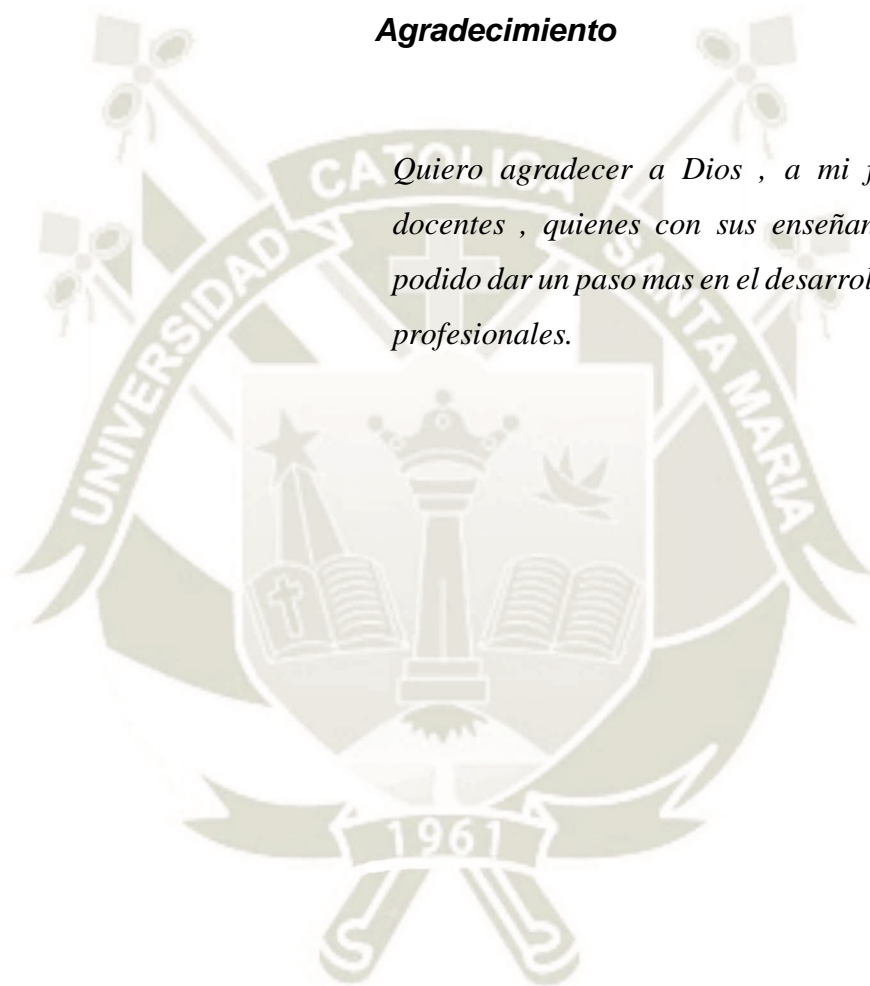 Agradecimiento
Quiero agradecer a Dios , a mi
docentes , quienes con sus
podido dar un paso mas en el
profesionales.
UNIVERSIDAD CATOLICA SANTA MARIA
1961